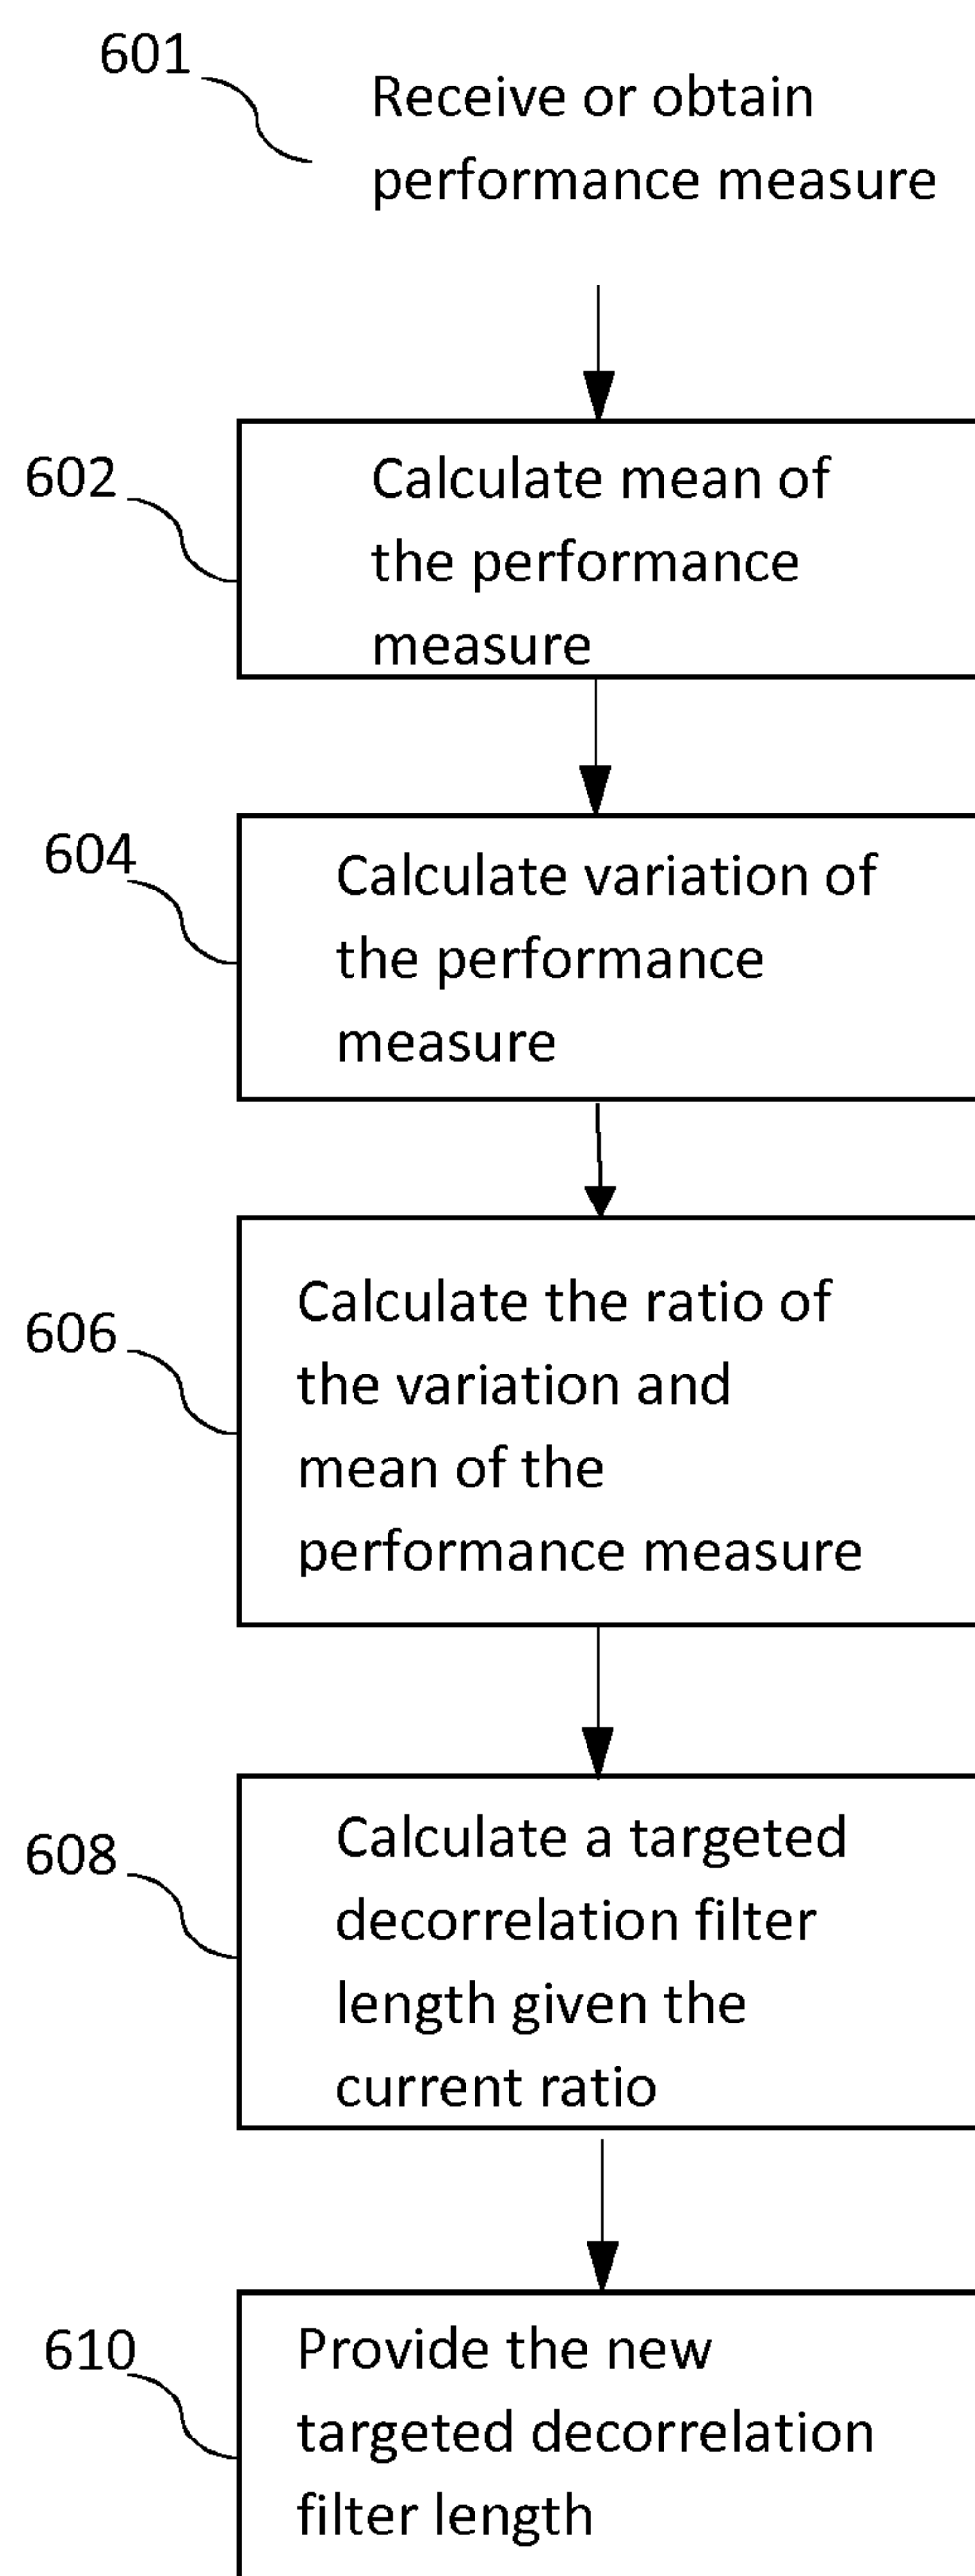 601
Receive or obtain
performance measure
602
Calculate mean of
the performance
measure
604
Calculate variation of
the performance
measure
606
Calculate the ratio of
the variation and
mean of the
performance measure
608
Calculate a targeted
decorrelation filter
length given the
current ratio
610
Provide the new
targeted decorrelation
filter length